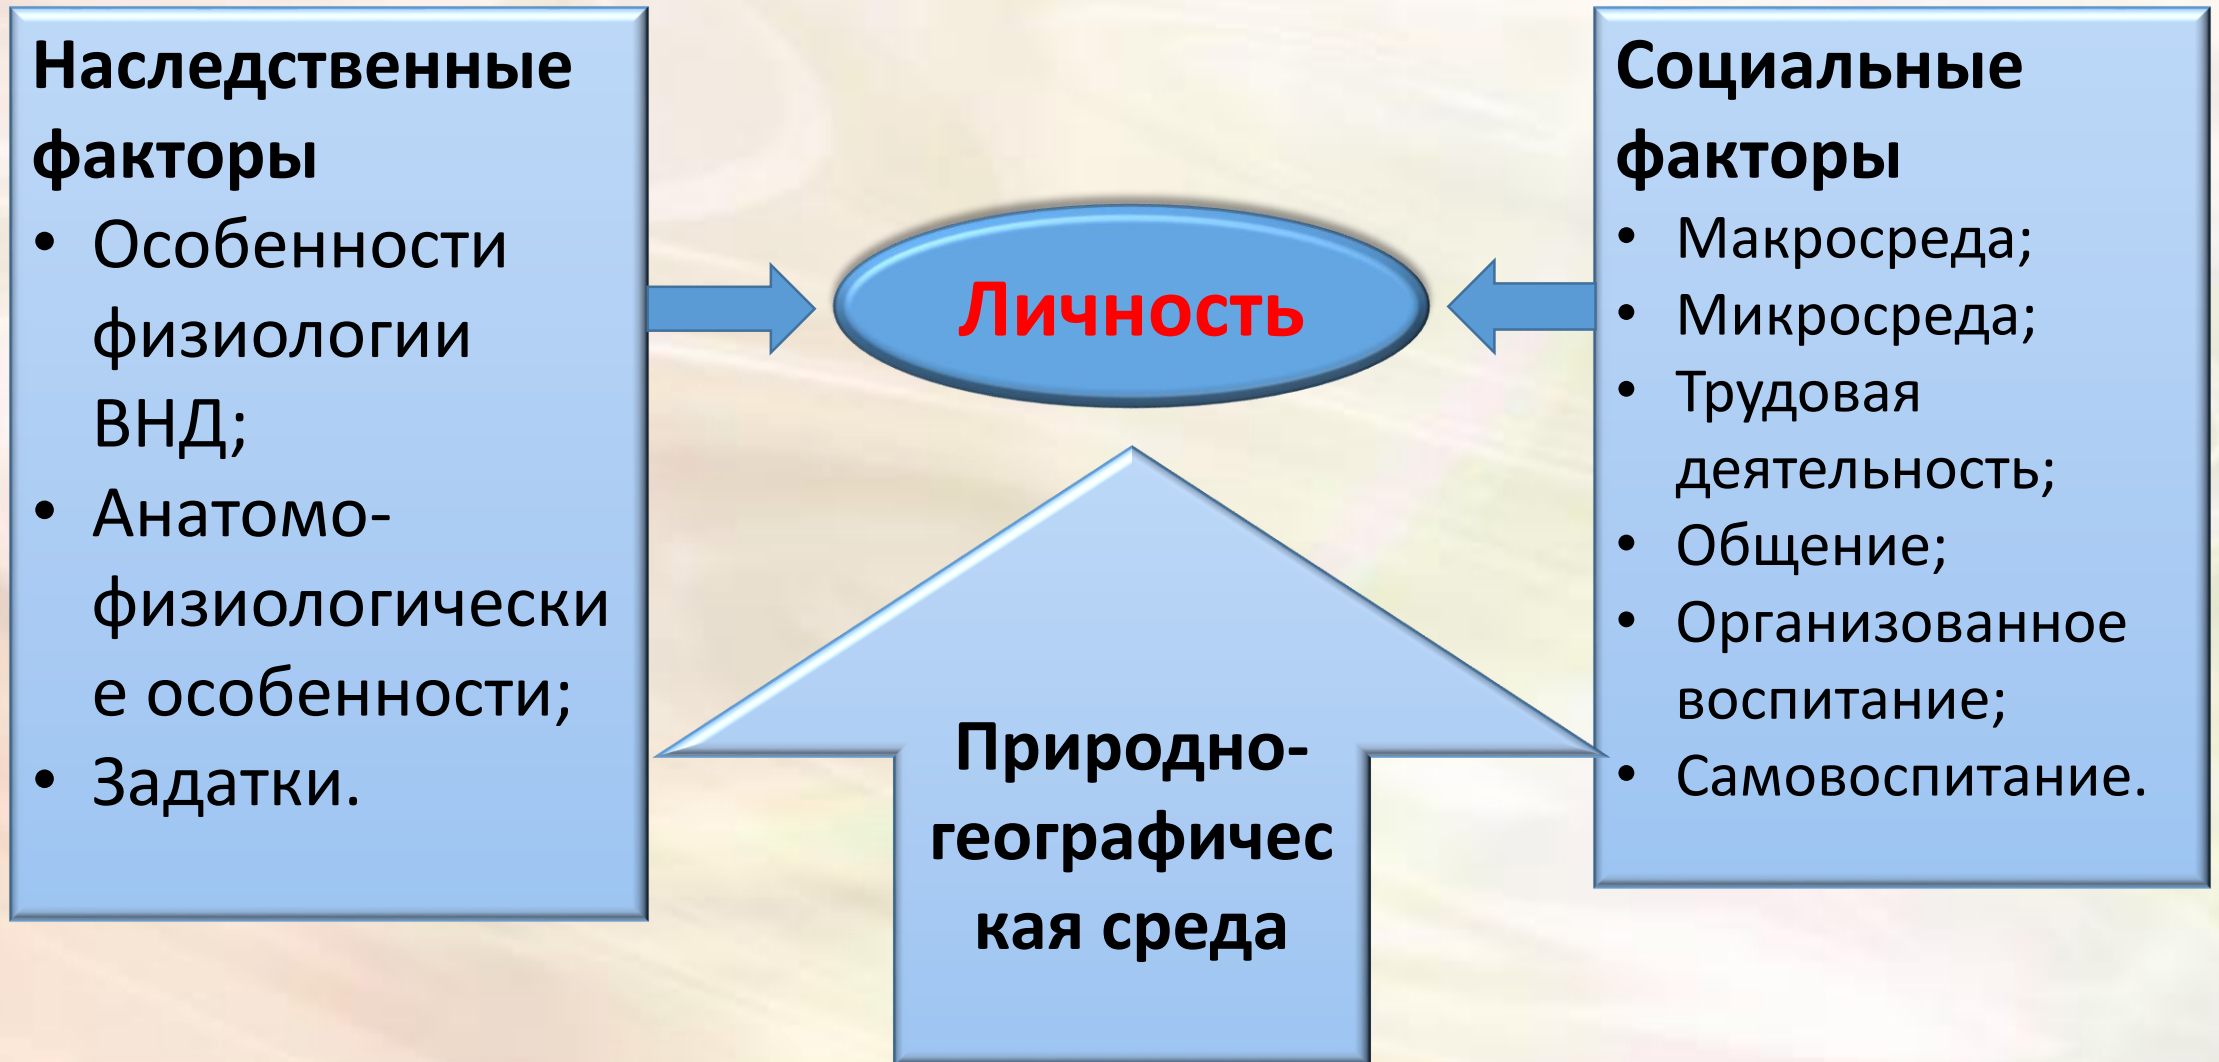 Наследственные
факторы
• Особенности
физиологии
ВНД;
• Анатомо-
физиологически
е особенности;
• Задатки.
Личность
Природно-
географичес
кая среда
Социальные
факторы
• Макросреда;
• Микросреда;
• Трудовая
деятельность;
• Общение;
• Организованное
воспитание;
• Самовоспитание.